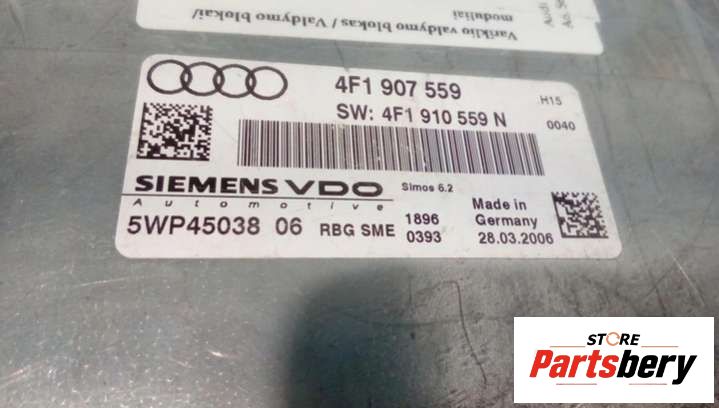 Variklio valdymo blokas / Valdymo blokai/
moduliai
Audi
4F1 907 559
SW: 4F1 910 559 N
H15
0040
SIEMENS VDO
Automotive
Simos 6.2
5WP45038 06
RBG SME
1896
0393
Made in
Germany
28.03.2006
STORE
Partsbery